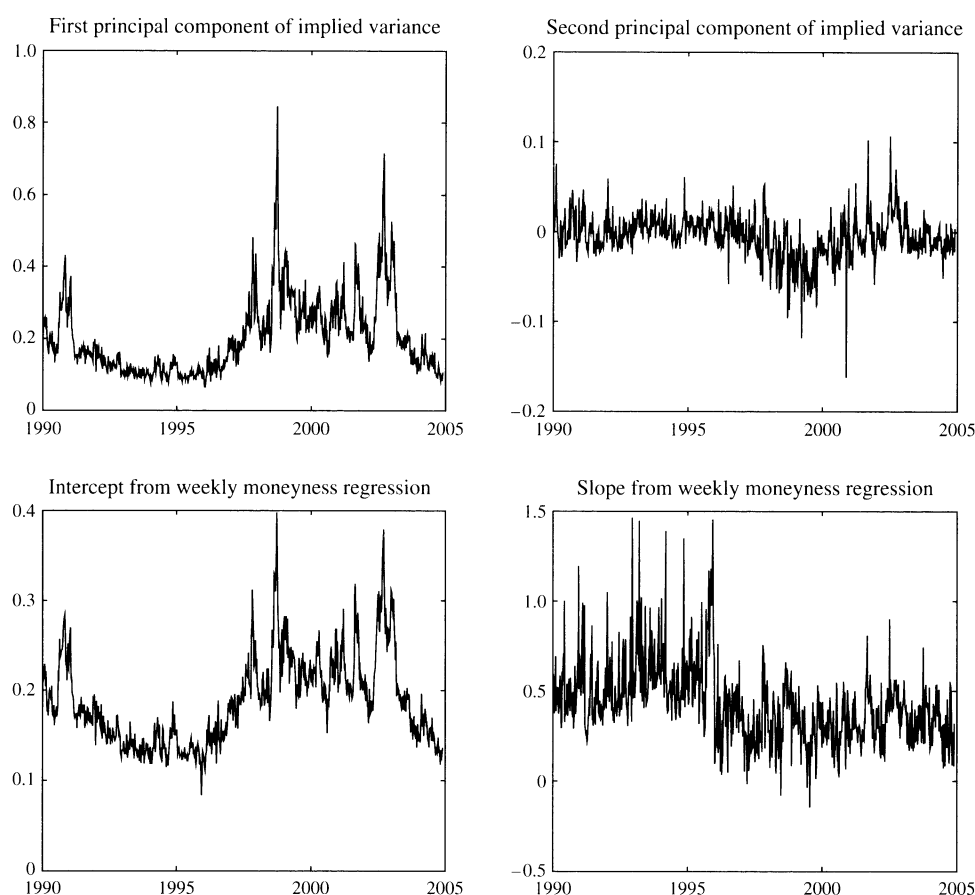 First principal component of implied variance
1.0
0.8
0.6
0.4
0.2
0
1990 1995 2000 2005
Second principal component of implied variance
0.2
0.1
0
−0.1
−0.2
1990 1995 2000 2005
Intercept from weekly moneyness regression
0.4
0.3
0.2
0.1
0
1990 1995 2000 2005
Slope from weekly moneyness regression
1.5
1.0
0.5
0
−0.5
1990 1995 2000 2005